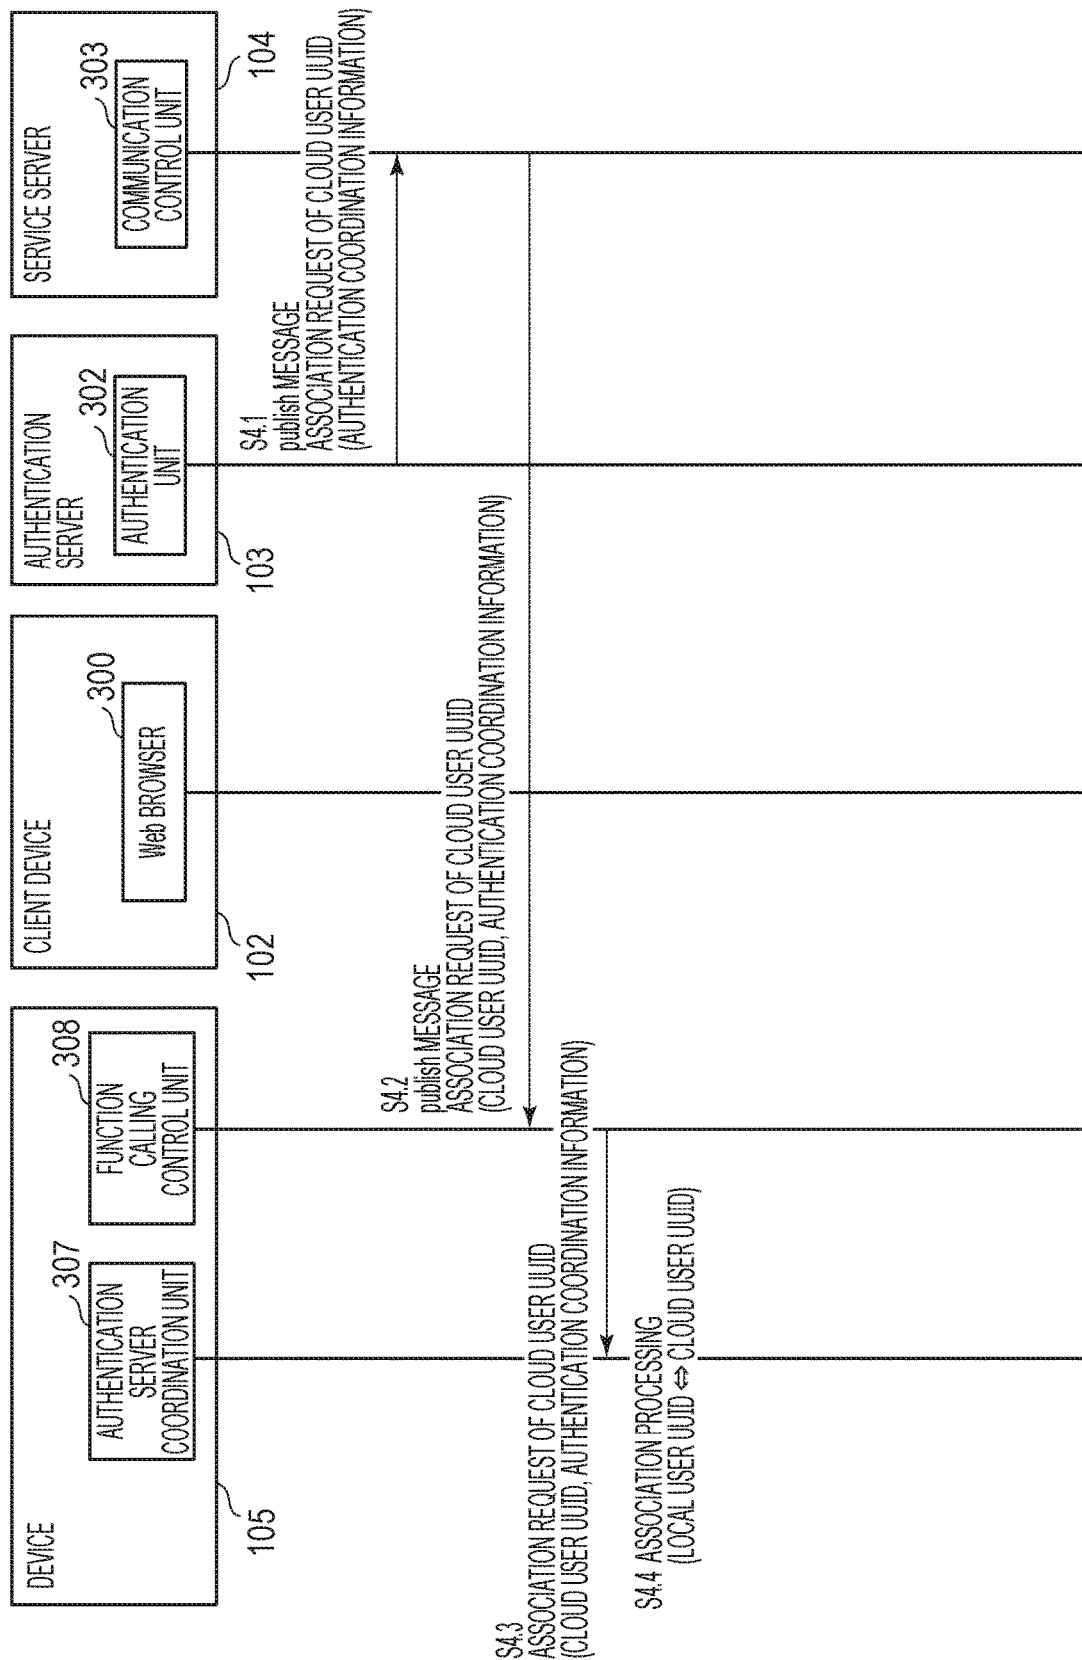 DEVICE
AUTHENTICATION
SERVER
COORDINATION UNIT
307
FUNCTION
CALLING
CONTROL UNIT
308
105
CLIENT DEVICE
Web BROWSER
300
102
AUTHENTICATION
SERVER
AUTHENTICATION
UNIT
302
103
SERVICE SERVER
COMMUNICATION
CONTROL UNIT
303
104
S4.1
publish MESSAGE
ASSOCIATION REQUEST OF CLOUD USER UUID
(AUTHENTICATION COORDINATION INFORMATION)
S4.2
publish MESSAGE
ASSOCIATION REQUEST OF CLOUD USER UUID
(CLOUD USER UUID, AUTHENTICATION COORDINATION INFORMATION)
S4.3
ASSOCIATION REQUEST OF CLOUD USER UUID
(CLOUD USER UUID, AUTHENTICATION COORDINATION INFORMATION)
S4.4 ASSOCIATION PROCESSING
(LOCAL USER UUID ⇔ CLOUD USER UUID)